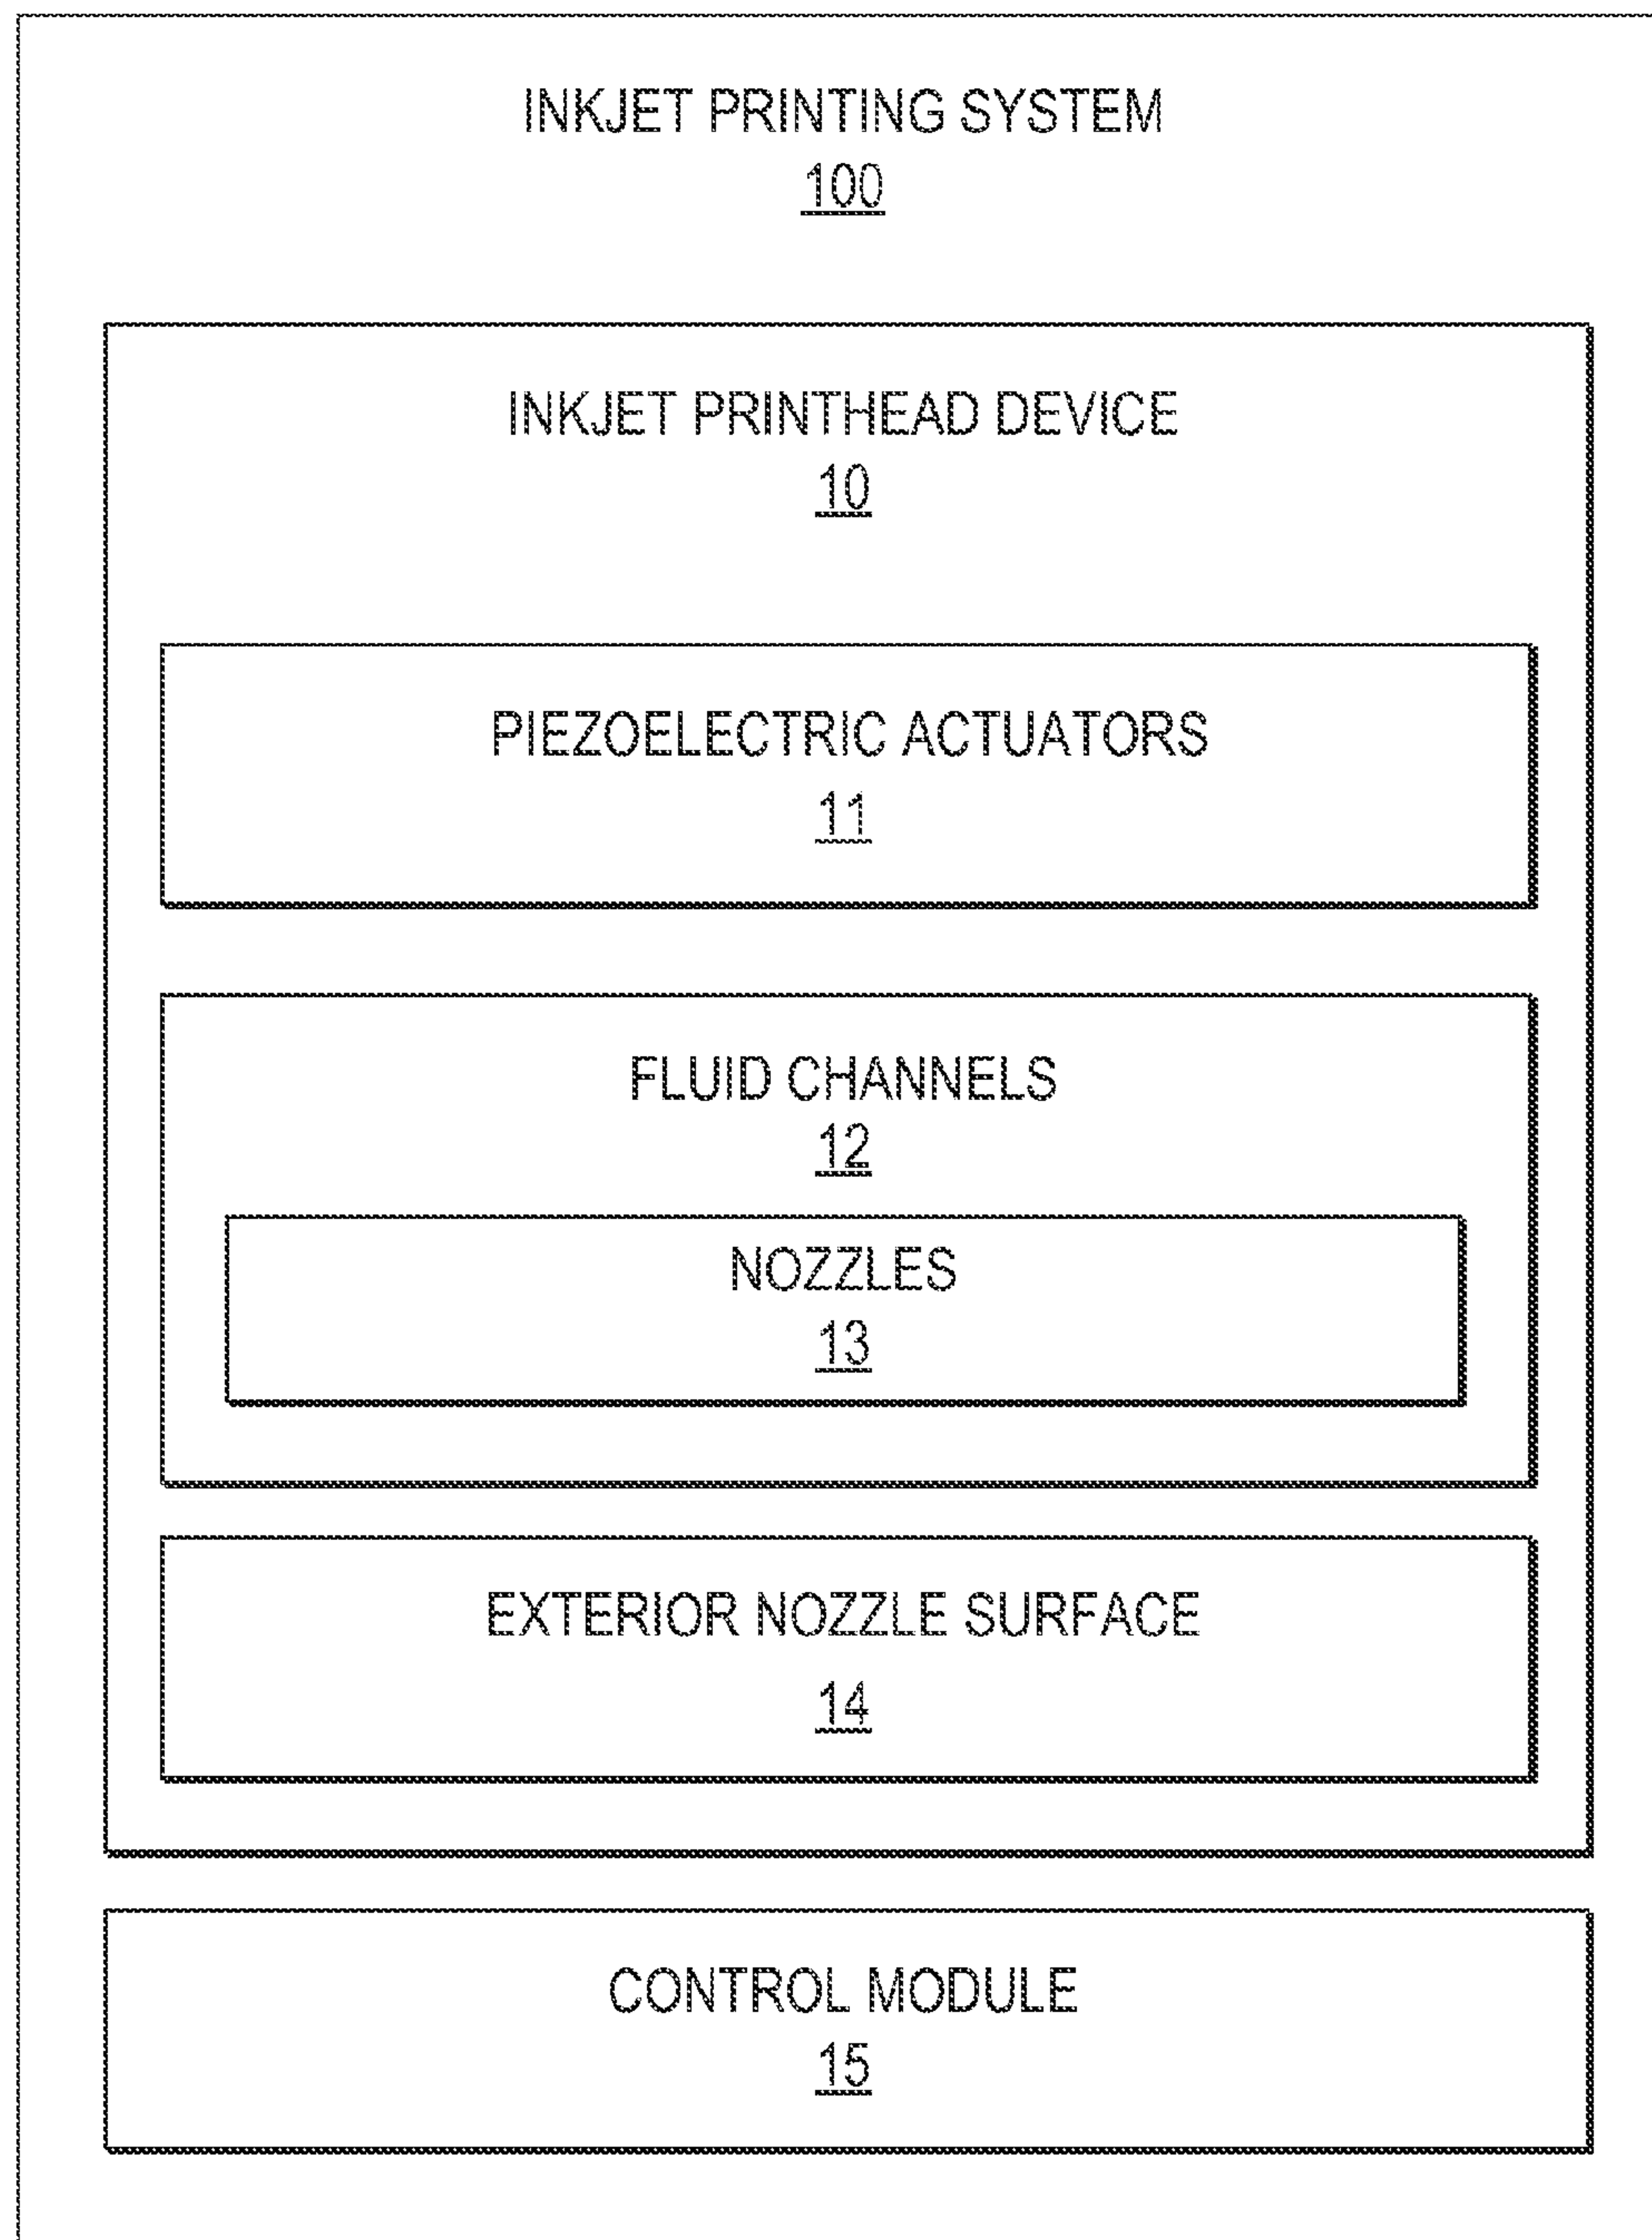 INKJET PRINTING SYSTEM
100
INKJET PRINTHEAD DEVICE
10
PIEZOELECTRIC ACTUATORS
11
FLUID CHANNELS
12
NOZZLES
13
EXTERIOR NOZZLE SURFACE
14
CONTROL MODULE
15